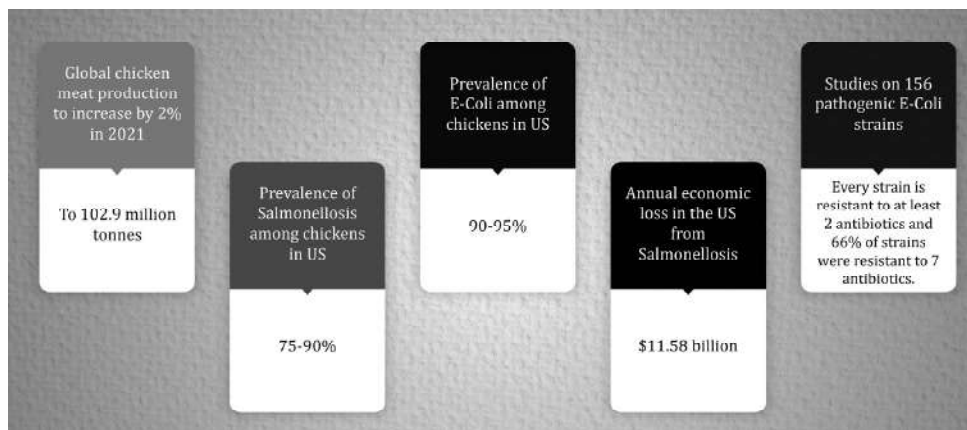 Global chicken
meat production
to increase by 2%
in 2021
To 102.9 million
tonnes
Prevalence of
Salmonellosis
among chickens
in US
75-90%
Prevalence of
E-Coli among
chickens in US
90-95%
Annual economic
loss in the US
from
Salmonellosis
$11.58 billion
Studies on 156
pathogenic E-Coli
strains
Every strain is
resistant to at least
2 antibiotics and
66% of strains
were resistant to 7
antibiotics.